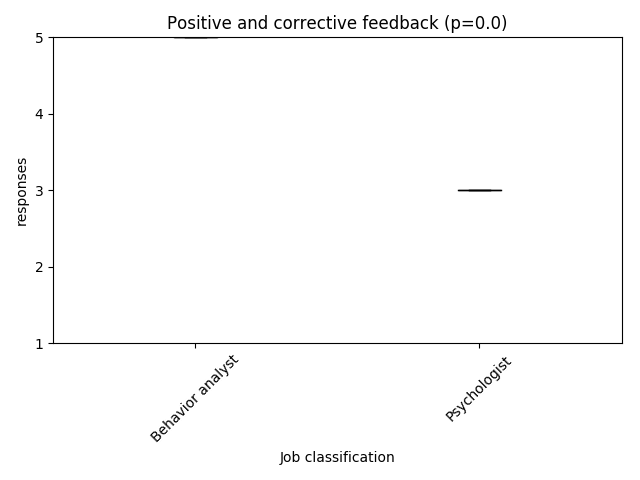 Positive and corrective feedback (p=0.0)
5
4
3
2
1
responses
Behavior analyst
Psychologist
Job classification